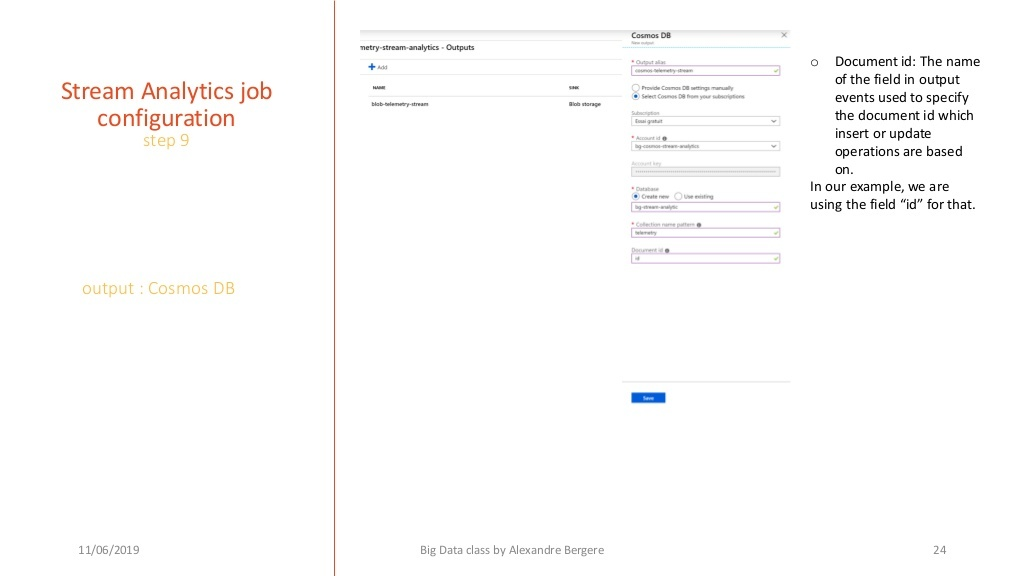 Stream Analytics job
configuration
step 9
output : Cosmos DB
metry-stream-analytics - Outputs
Add
NAME
SINK
blob-telemetry-stream
Blob storage
Cosmos DB
New output
* Output alias
cosmos-telemetry-stream
Provide Cosmos DB settings manually
Select Cosmos DB from your subscriptions
Subscription
Essai gratuit
* Account id
bg-cosmos-stream-analytics
Account key
* Database
Create new
Use existing
bg-stream-analytic
* Collection name pattern
telemetry
Document id
id
Save
o Document id: The name
of the field in output
events used to specify
the document id which
insert or update
operations are based
on.
In our example, we are
using the field “id” for that.
11/06/2019
Big Data class by Alexandre Bergere
24